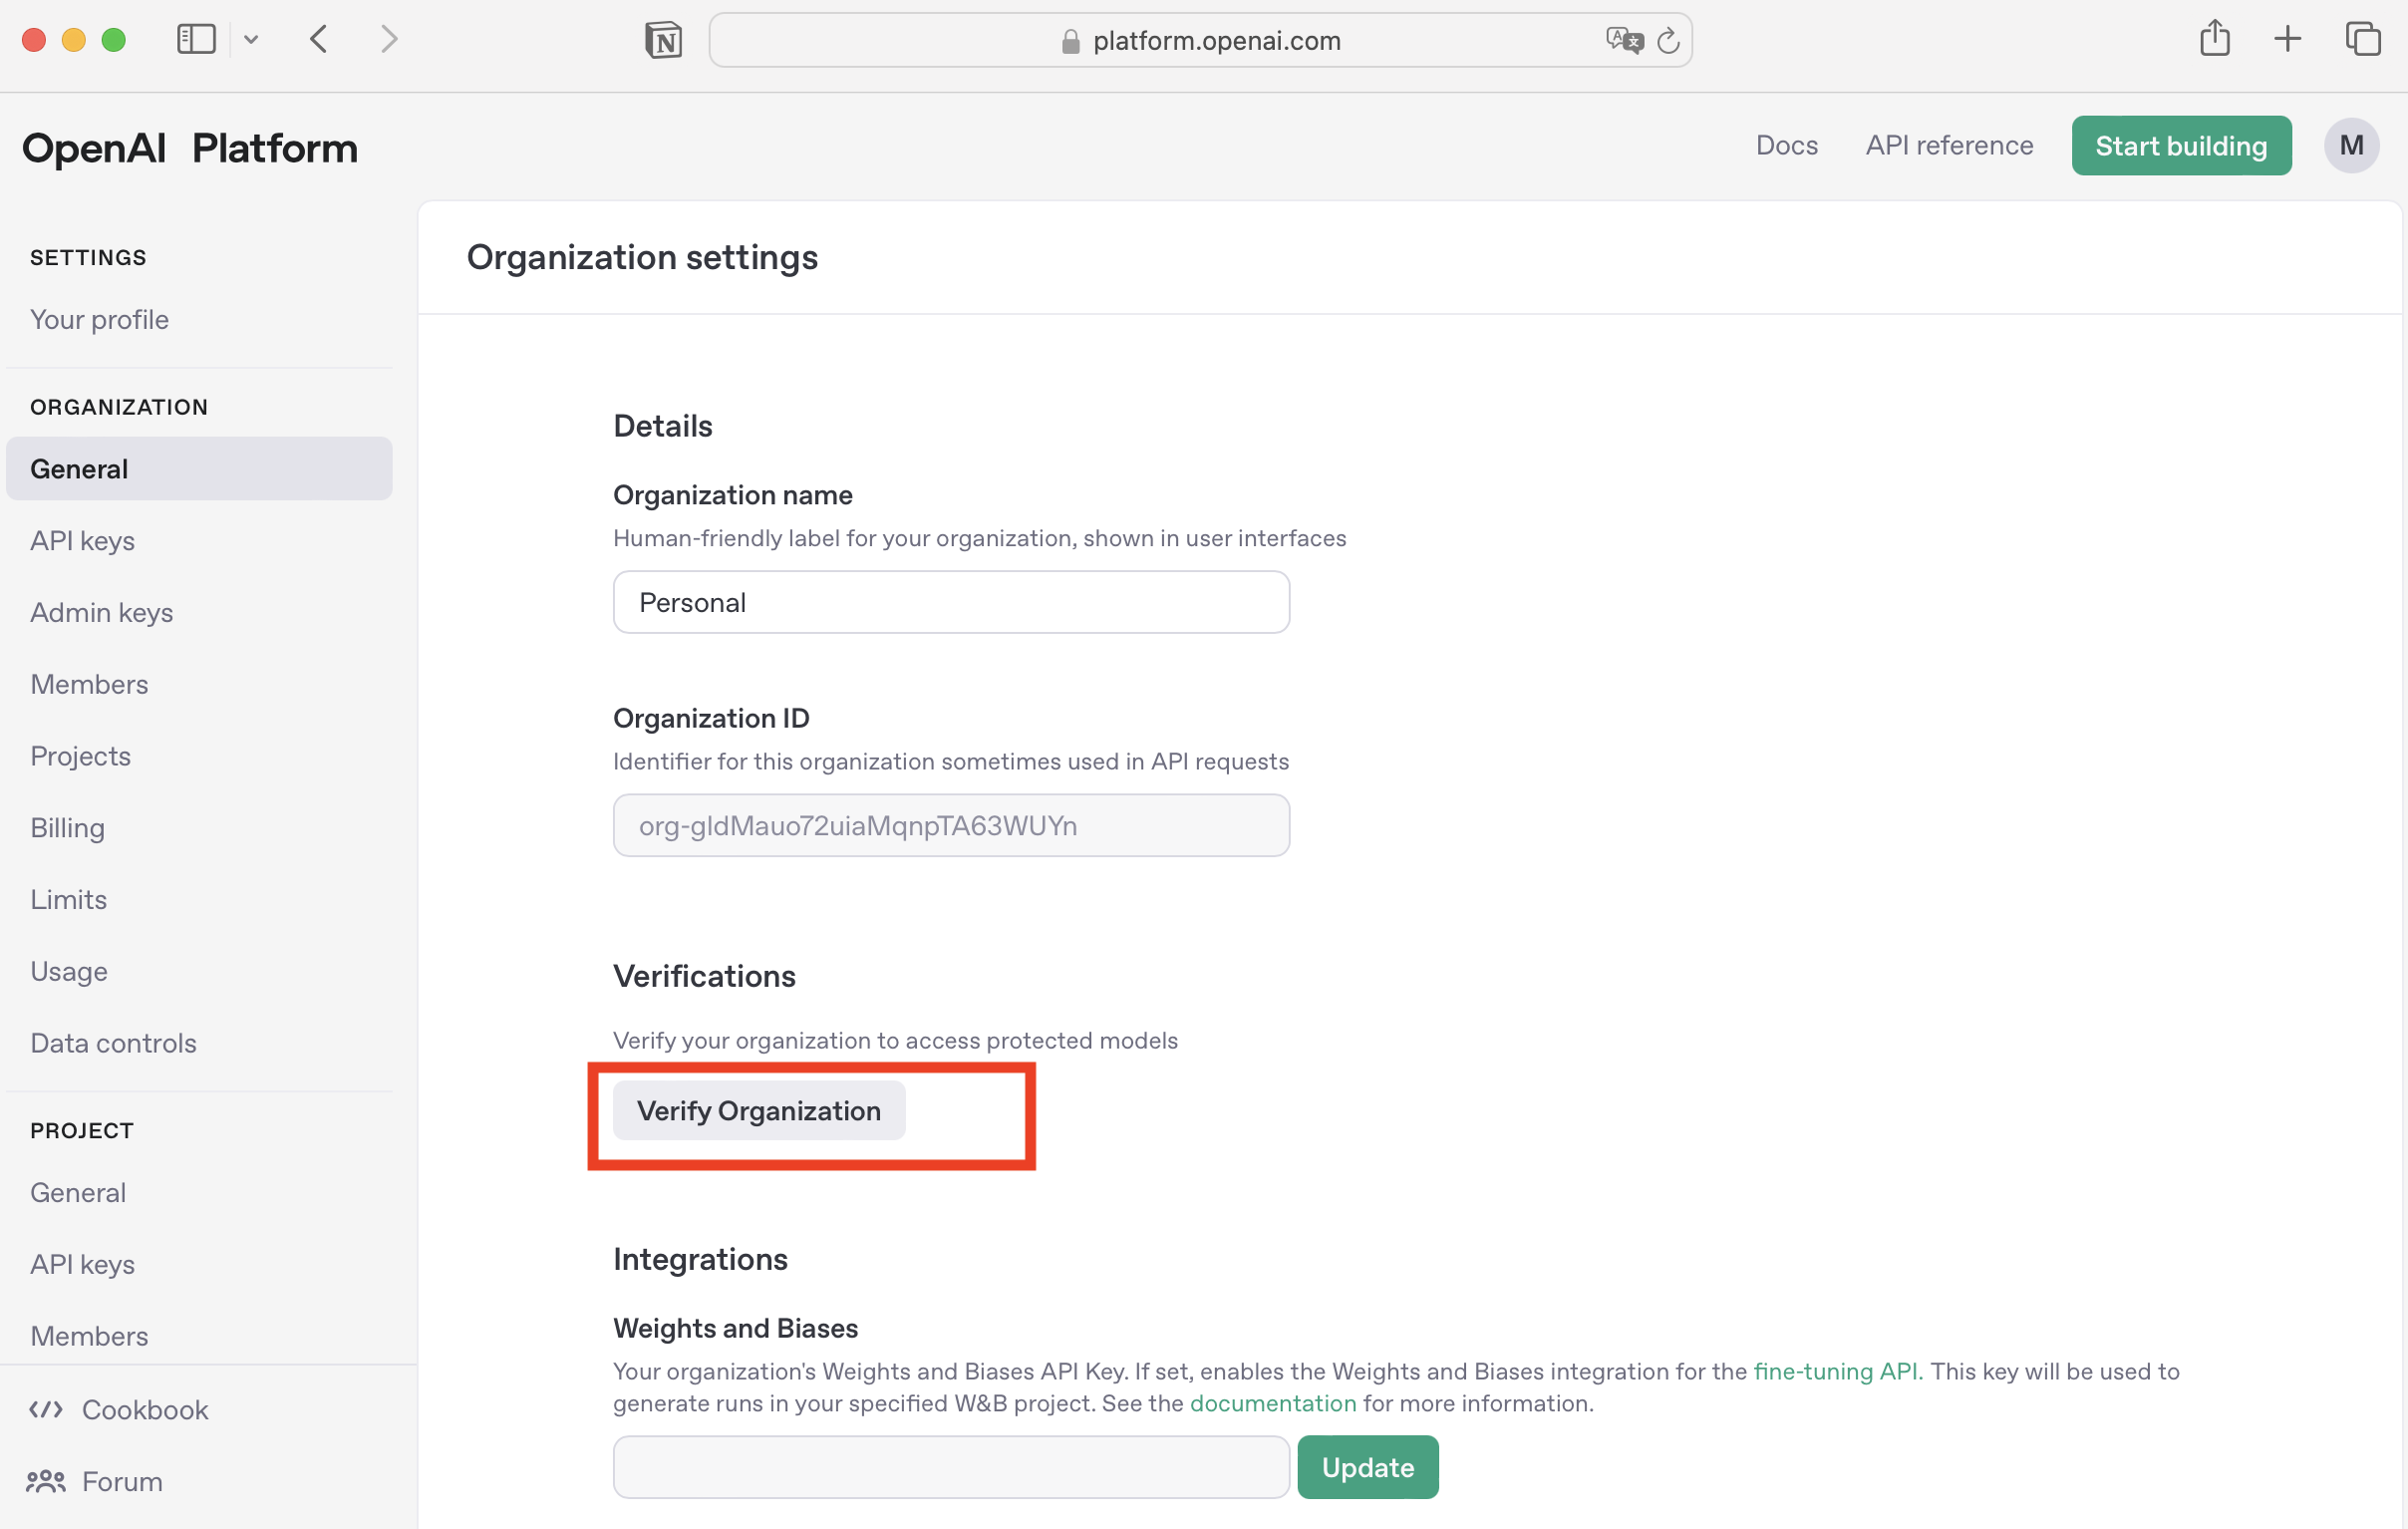 platform.openai.com
OpenAI Platform
Docs
API reference
Start building
M
SETTINGS
Your profile
ORGANIZATION
General
API keys
Admin keys
Members
Projects
Billing
Limits
Usage
Data controls
PROJECT
General
API keys
Members
Cookbook
Forum
Organization settings
Details
Organization name
Human-friendly label for your organization, shown in user interfaces
Personal
Organization ID
Identifier for this organization sometimes used in API requests
org-gldMauo72uiaMqnpTA63WUYn
Verifications
Verify your organization to access protected models
Verify Organization
Integrations
Weights and Biases
Your organization's Weights and Biases API Key. If set, enables the Weights and Biases integration for the fine-tuning API. This key will be used to
generate runs in your specified W&B project. See the documentation for more information.
Update